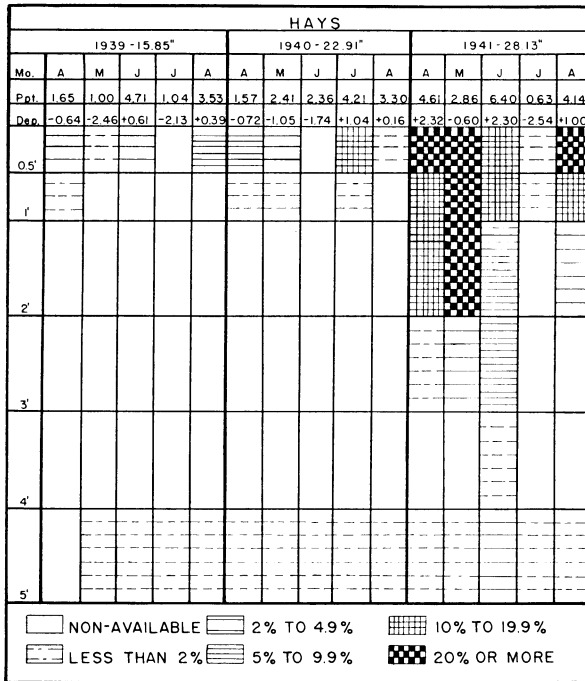 HAYS
1939-15.85" 1940-22.91" 1941-28.13"
Mo. A M J J A A M J J A A M J J A
Ppt. 1.65 1.00 4.71 1.04 3.53 1.57 2.41 2.36 4.21 3.30 4.61 2.86 6.40 0.63 4.14
Dep. -0.64 -2.46 +0.61 -2.13 +0.39 -0.72 -1.05 -1.74 +1.04 +0.16 +2.32 -0.60 +2.30 -2.54 +1.00
0.5'
1'
2'
3'
4'
5'
NON-AVAILABLE 2% TO 4.9% 10% TO 19.9%
LESS THAN 2% 5% TO 9.9% 20% OR MORE